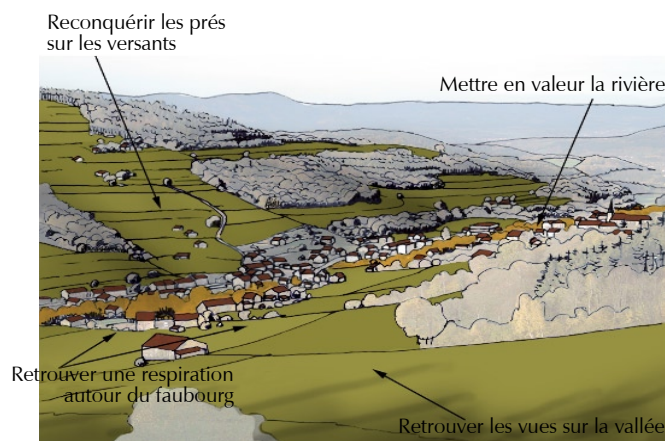 Reconquérir les prés
sur les versants
Mettre en valeur la rivière
Retrouver une respiration
autour du faubourg
Retrouver les vues sur la vallée